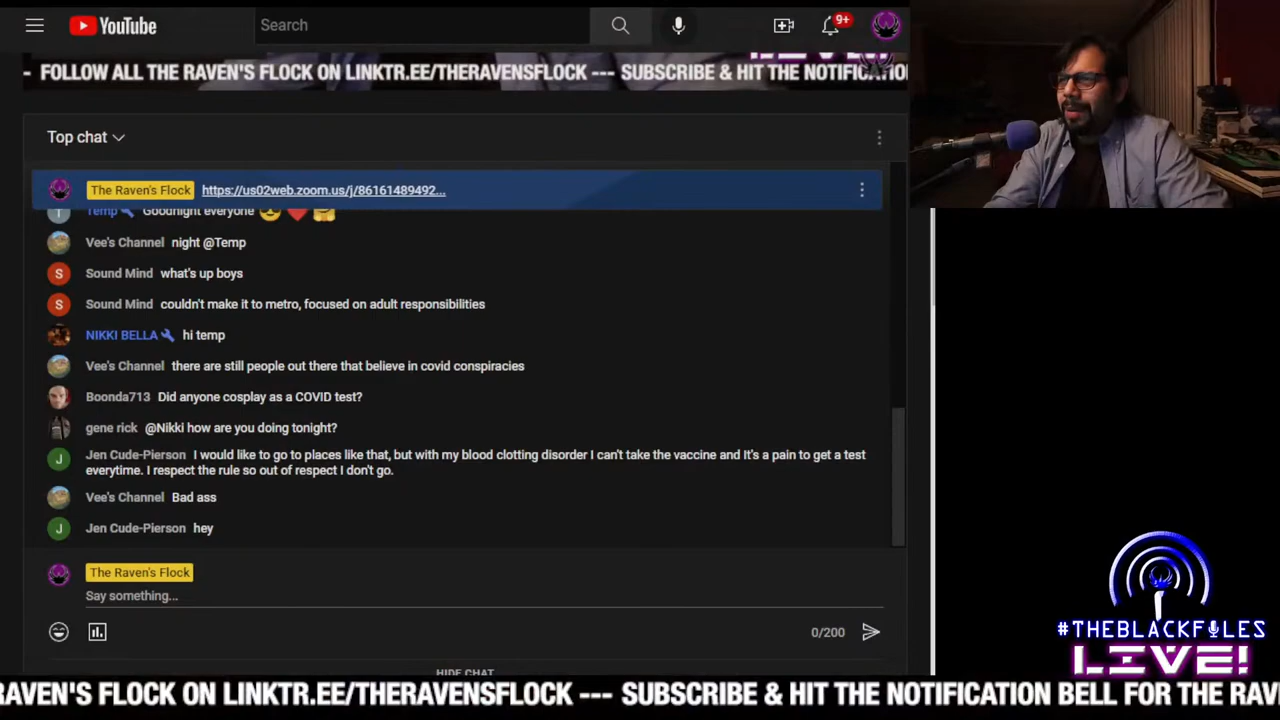 YouTube
Search
9+
- FOLLOW ALL THE RAVEN'S FLOCK ON LINKTR.EE/THERAVENSFLOCK --- SUBSCRIBE & HIT THE NOTIFICATION
Top chat
The Raven's Flock https://us02web.zoom.us/j/86161489492...
Temp Goodnight everyone 😎 ❤️ 🤗
Vee's Channel night @Temp
S Sound Mind what's up boys
S Sound Mind couldn't make it to metro, focused on adult responsibilities
NIKKI BELLA hi temp
Vee's Channel there are still people out there that believe in covid conspiracies
Boonda713 Did anyone cosplay as a COVID test?
gene rick @Nikki how are you doing tonight?
J Jen Cude-Pierson I would like to go to places like that, but with my blood clotting disorder I can't take the vaccine and it's a pain to get a test
everytime. I respect the rule so out of respect I don't go.
Vee's Channel Bad ass
J Jen Cude-Pierson hey
The Raven's Flock
Say something...
0/200
HIDE CHAT
#THEBLACKFILES
LIVE!
RAVEN'S FLOCK ON LINKTR.EE/THERAVENSFLOCK --- SUBSCRIBE & HIT THE NOTIFICATION BELL FOR THE RAV